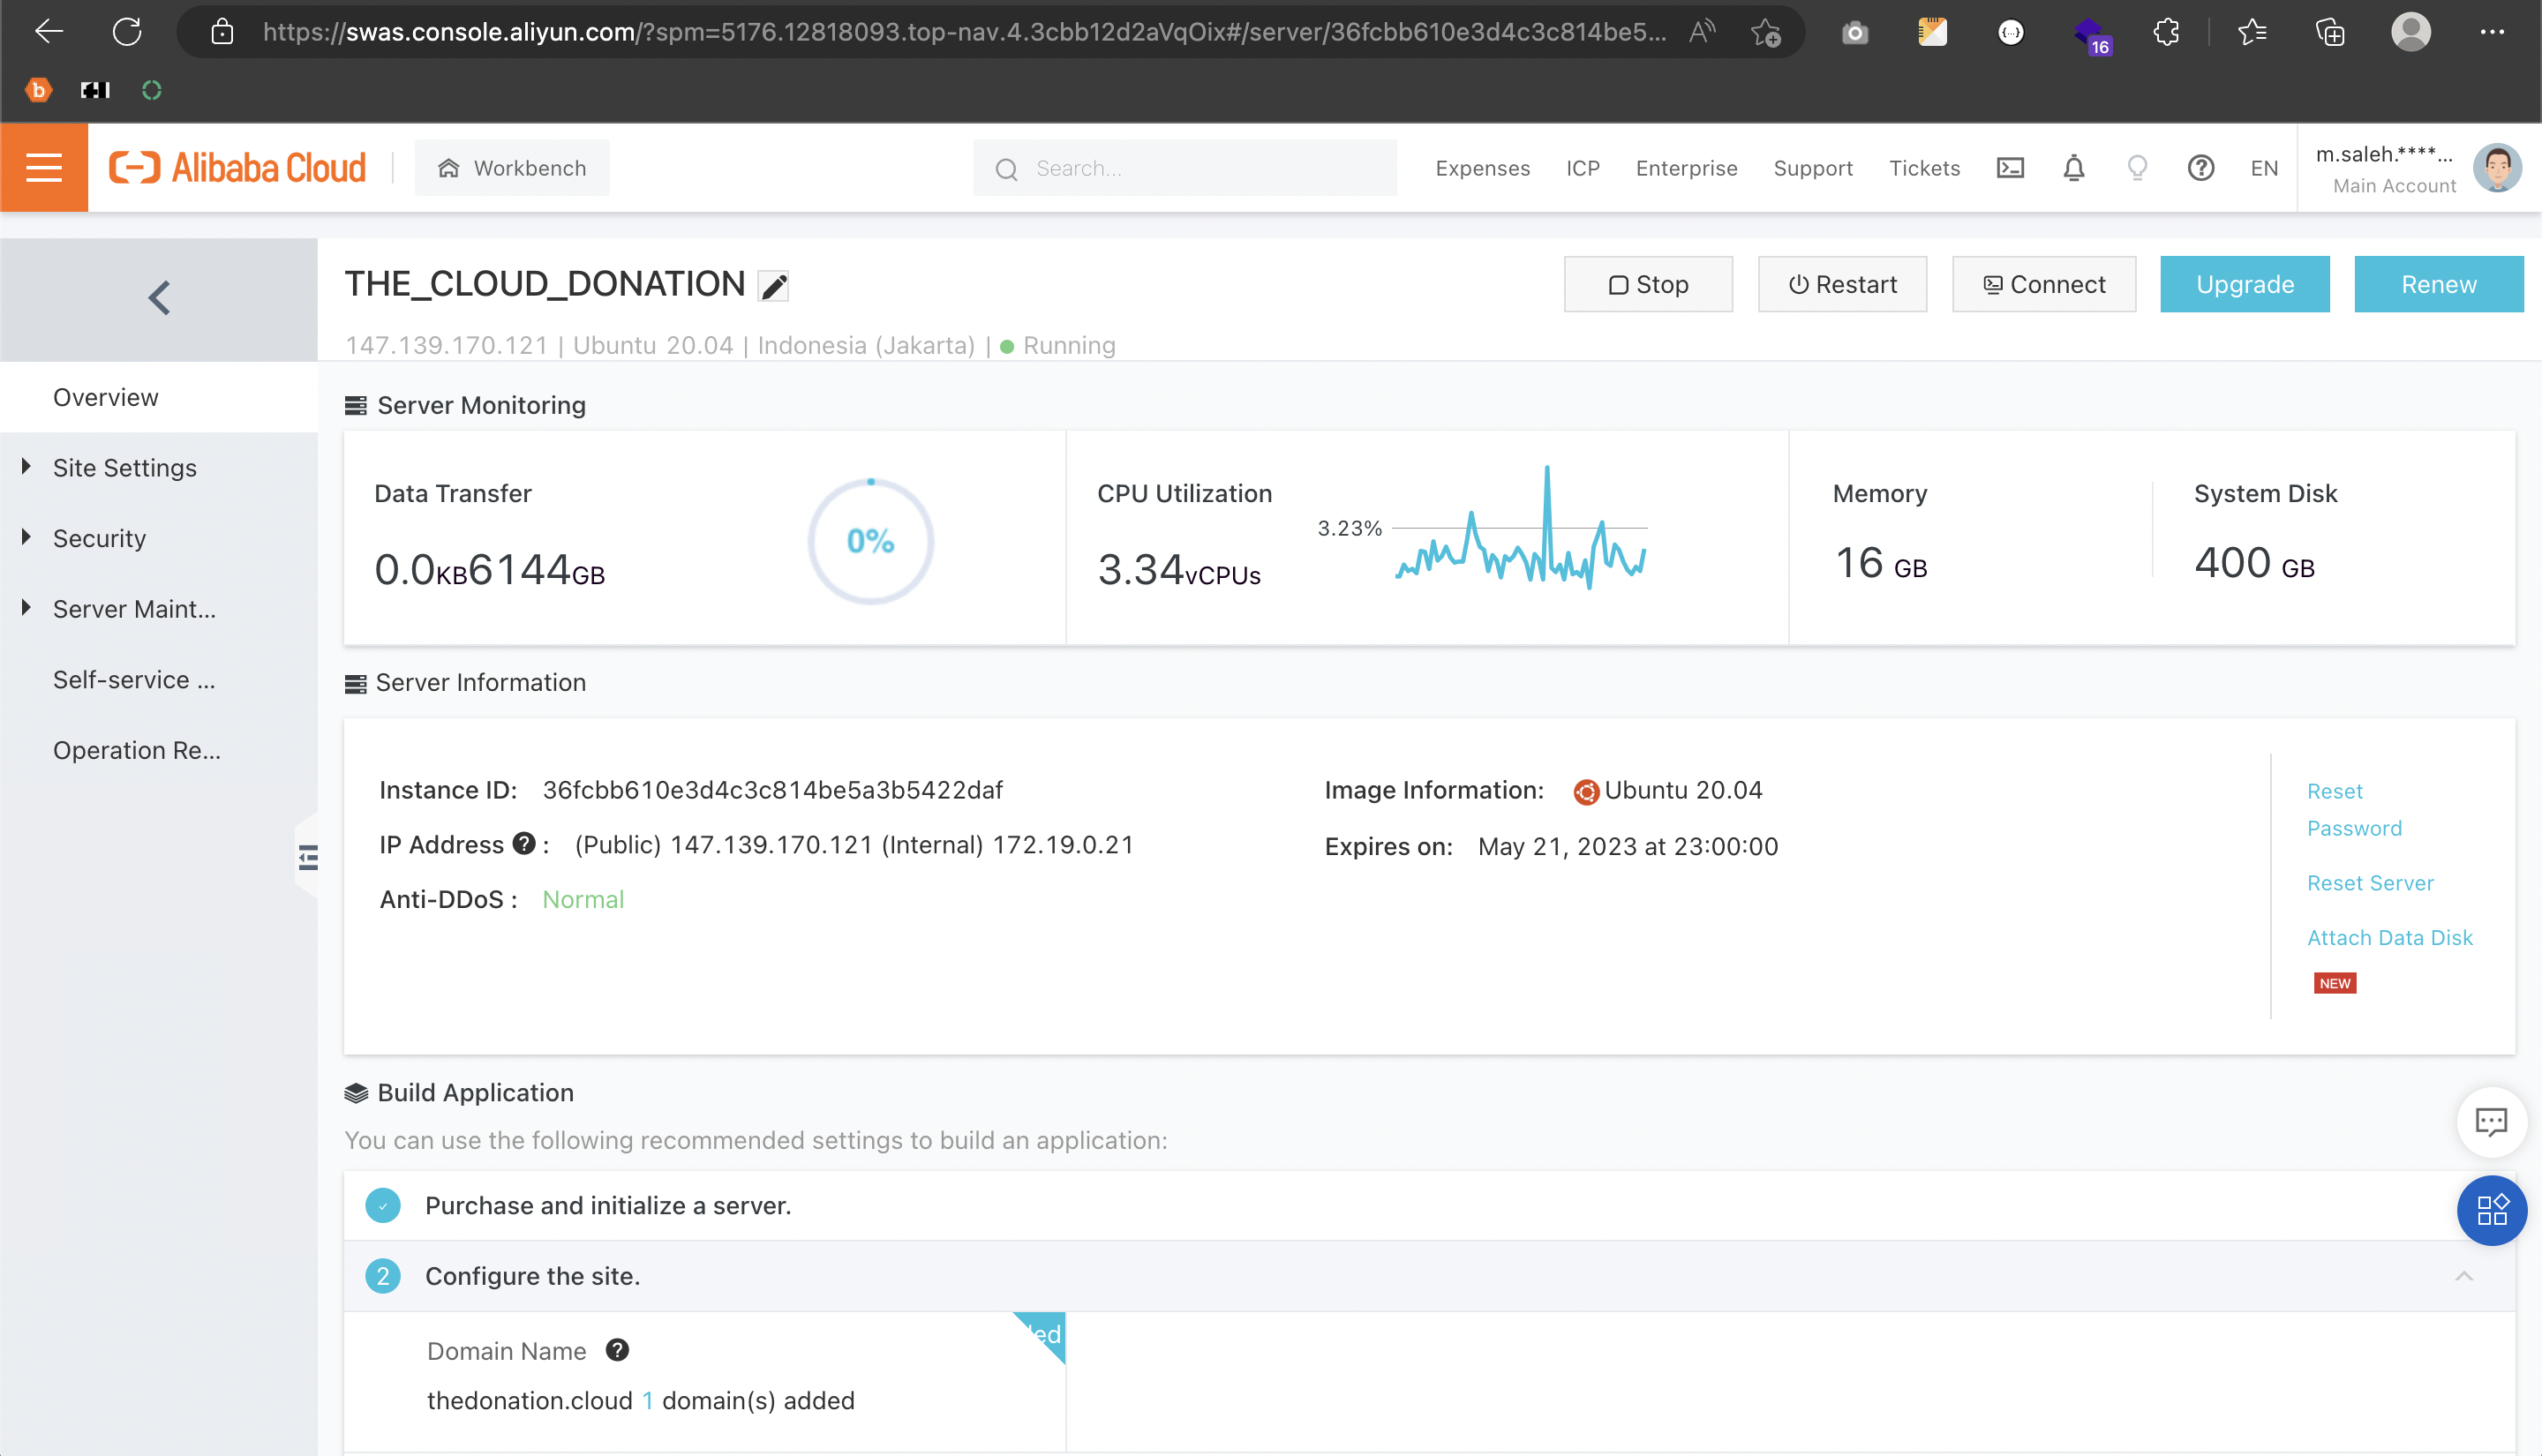 https://swas.console.aliyun.com/?spm=5176.12818093.top-nav.4.3cbb12d2aVqOix#/server/36fcbb610e3d4c3c814be5...
16
Alibaba Cloud
Workbench
Search...
Expenses
ICP
Enterprise
Support
Tickets
EN
m.saleh.****...
Main Account
THE_CLOUD_DONATION
Stop
Restart
Connect
Upgrade
Renew
147.139.170.121 | Ubuntu 20.04 | Indonesia (Jakarta) | Running
Overview
Site Settings
Security
Server Maint...
Self-service ...
Operation Re...
Server Monitoring
Data Transfer
0.0KB6144GB
0%
CPU Utilization
3.34vCPUs
3.23%
Memory
16 GB
System Disk
400 GB
Server Information
Instance ID: 36fcbb610e3d4c3c814be5a3b5422daf
IP Address : (Public) 147.139.170.121 (Internal) 172.19.0.21
Anti-DDoS : Normal
Image Information: Ubuntu 20.04
Expires on: May 21, 2023 at 23:00:00
Reset
Password
Reset Server
Attach Data Disk
NEW
Build Application
You can use the following recommended settings to build an application:
Purchase and initialize a server.
2 Configure the site.
Domain Name
thedonation.cloud 1 domain(s) added